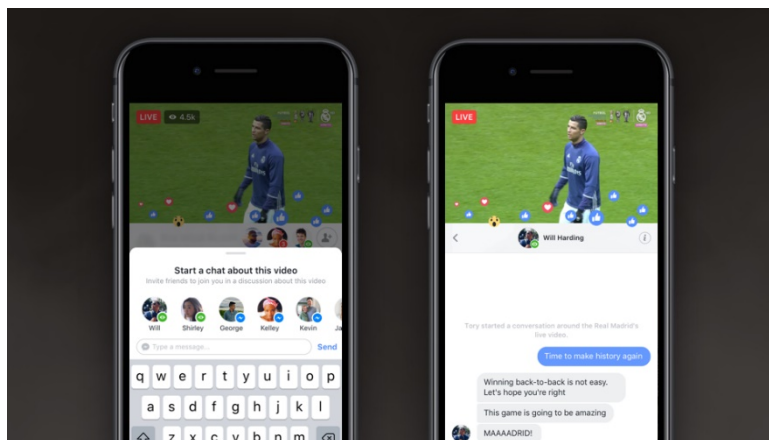 LIVE
4.5k
Start a chat about this video
Invite friends to join you in a discussion about this video
Will Shirley George Kelley Kevin Ja
Type a message...
Send
q w e r t y u i o p
a s d f g h j k l
z x c v b n m
LIVE
Will Harding
Tory started a conversation around the Real Madrid's
live video.
Time to make history again
Winning back-to-back is not easy.
Let's hope you're right
This game is going to be amazing
MAAAADRID!